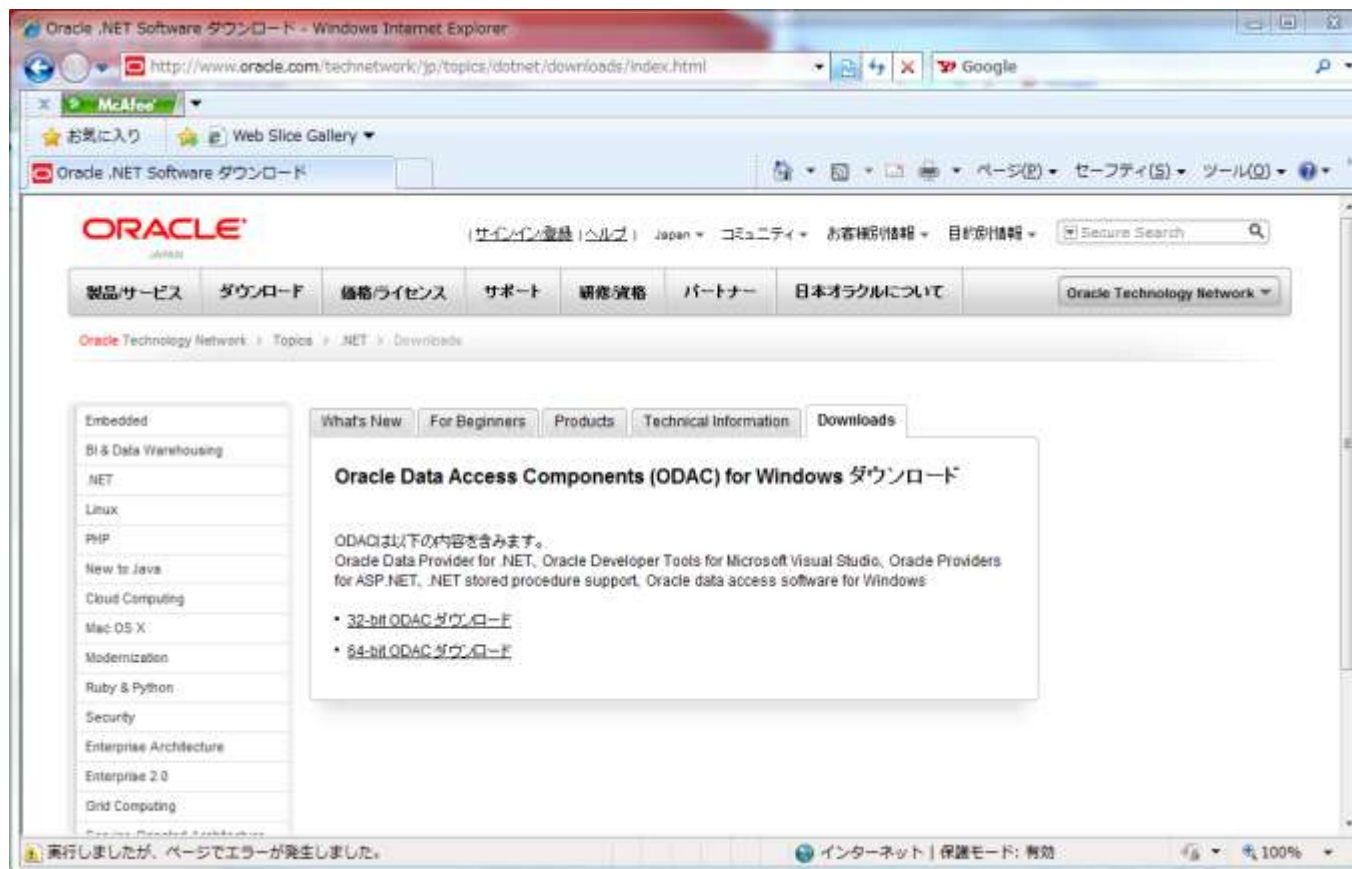 Oracle .NET Software ダウンロード - Windows Internet Explorer
http://www.oracle.com/technetwork/jp/topics/dotnet/downloads/index.html
Google
McAfee
お気に入り
Web Slice Gallery
Oracle .NET Software ダウンロード
ページ(P)
セーフティ(S)
ツール(O)
ORACLE
JAPAN
| サインイン/登録 | ヘルプ | Japan コミュニティ お客様別情報 目的別情報 Secure Search
製品/サービス ダウンロード 価格/ライセンス サポート 研修/資格 パートナー 日本オラクルについて Oracle Technology Network
Oracle Technology Network > Topics > .NET > Downloads
Embedded
BI & Data Warehousing
.NET
Linux
PHP
New to Java
Cloud Computing
Mac OS X
Modernization
Ruby & Python
Security
Enterprise Architecture
Enterprise 2.0
Grid Computing
What's New For Beginners Products Technical Information Downloads
Oracle Data Access Components (ODAC) for Windows ダウンロード
ODACは以下の内容を含みます。
Oracle Data Provider for .NET, Oracle Developer Tools for Microsoft Visual Studio, Oracle Providers
for ASP.NET, .NET stored procedure support, Oracle data access software for Windows
• 32-bit ODAC ダウンロード
• 64-bit ODAC ダウンロード
実行しましたが、ページでエラーが発生しました。
インターネット | 保護モード: 有効
100%